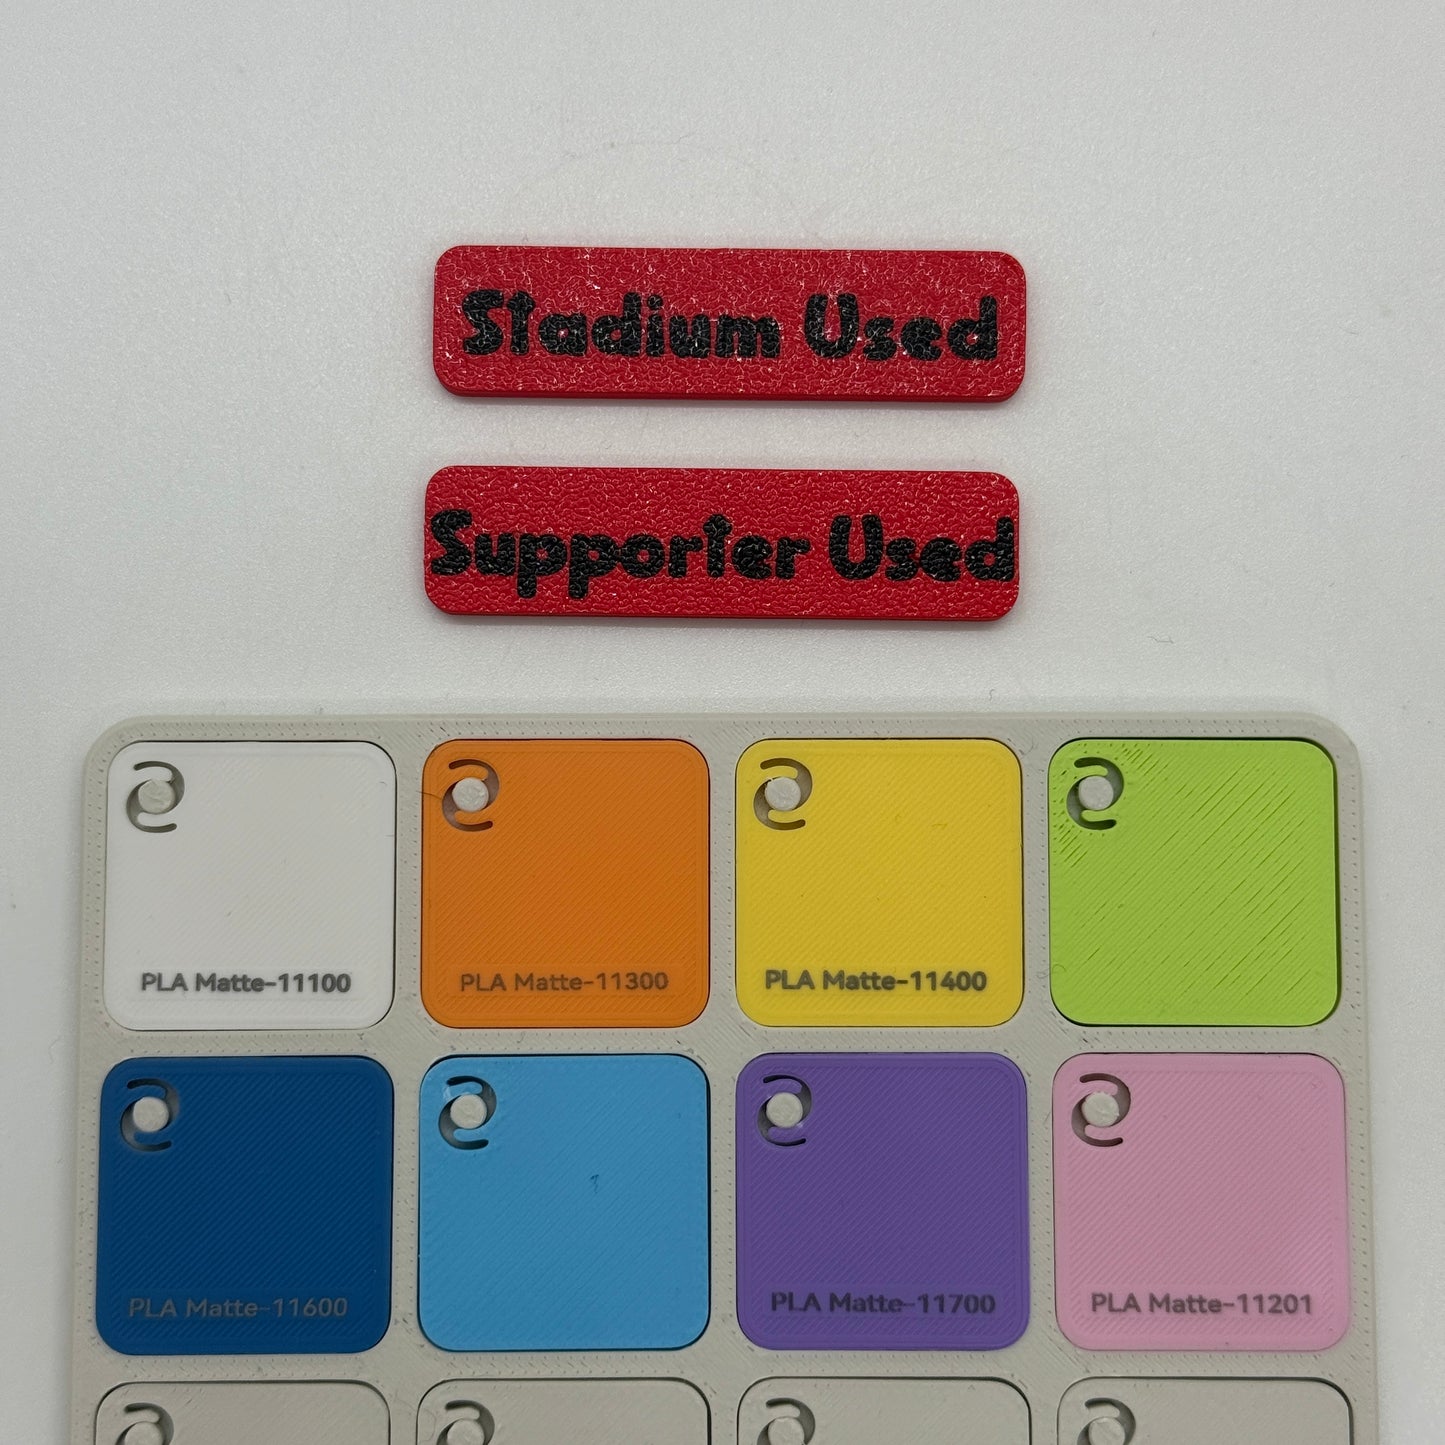 Stadium Used
Supporter Used
PLA Matte-11100
PLA Matte-11300
PLA Matte-11400
PLA Matte-11600
PLA Matte-11700
PLA Matte-11201